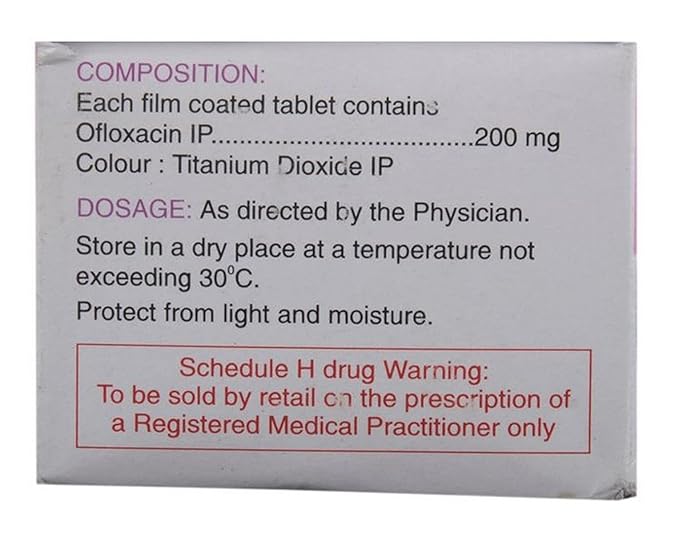 COMPOSITION:
Each film coated tablet contains
Ofloxacin IP.....................................200 mg
Colour : Titanium Dioxide IP
DOSAGE: As directed by the Physician.
Store in a dry place at a temperature not
exceeding 30⁰C.
Protect from light and moisture.
Schedule H drug Warning:
To be sold by retail on the prescription of
a Registered Medical Practitioner only